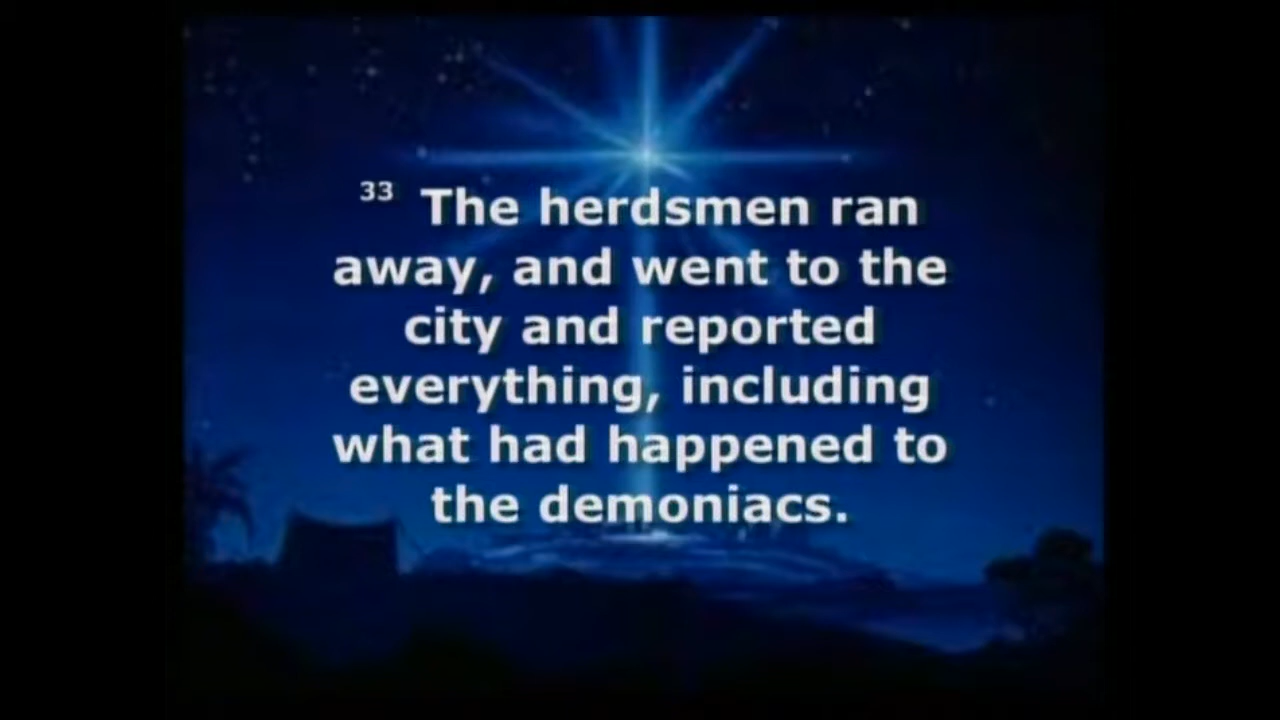 33 The herdsmen ran
away, and went to the
city and reported
everything, including
what had happened to
the demoniacs.